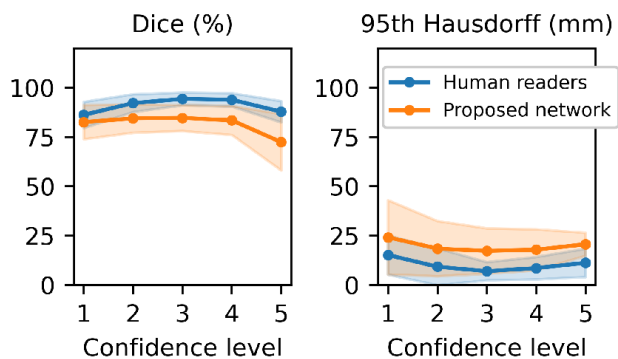 Dice (%)
95th Hausdorff (mm)
100
75
50
25
0
1 2 3 4 5
Confidence level
100
75
50
25
0
1 2 3 4 5
Confidence level
Human readers
Proposed network